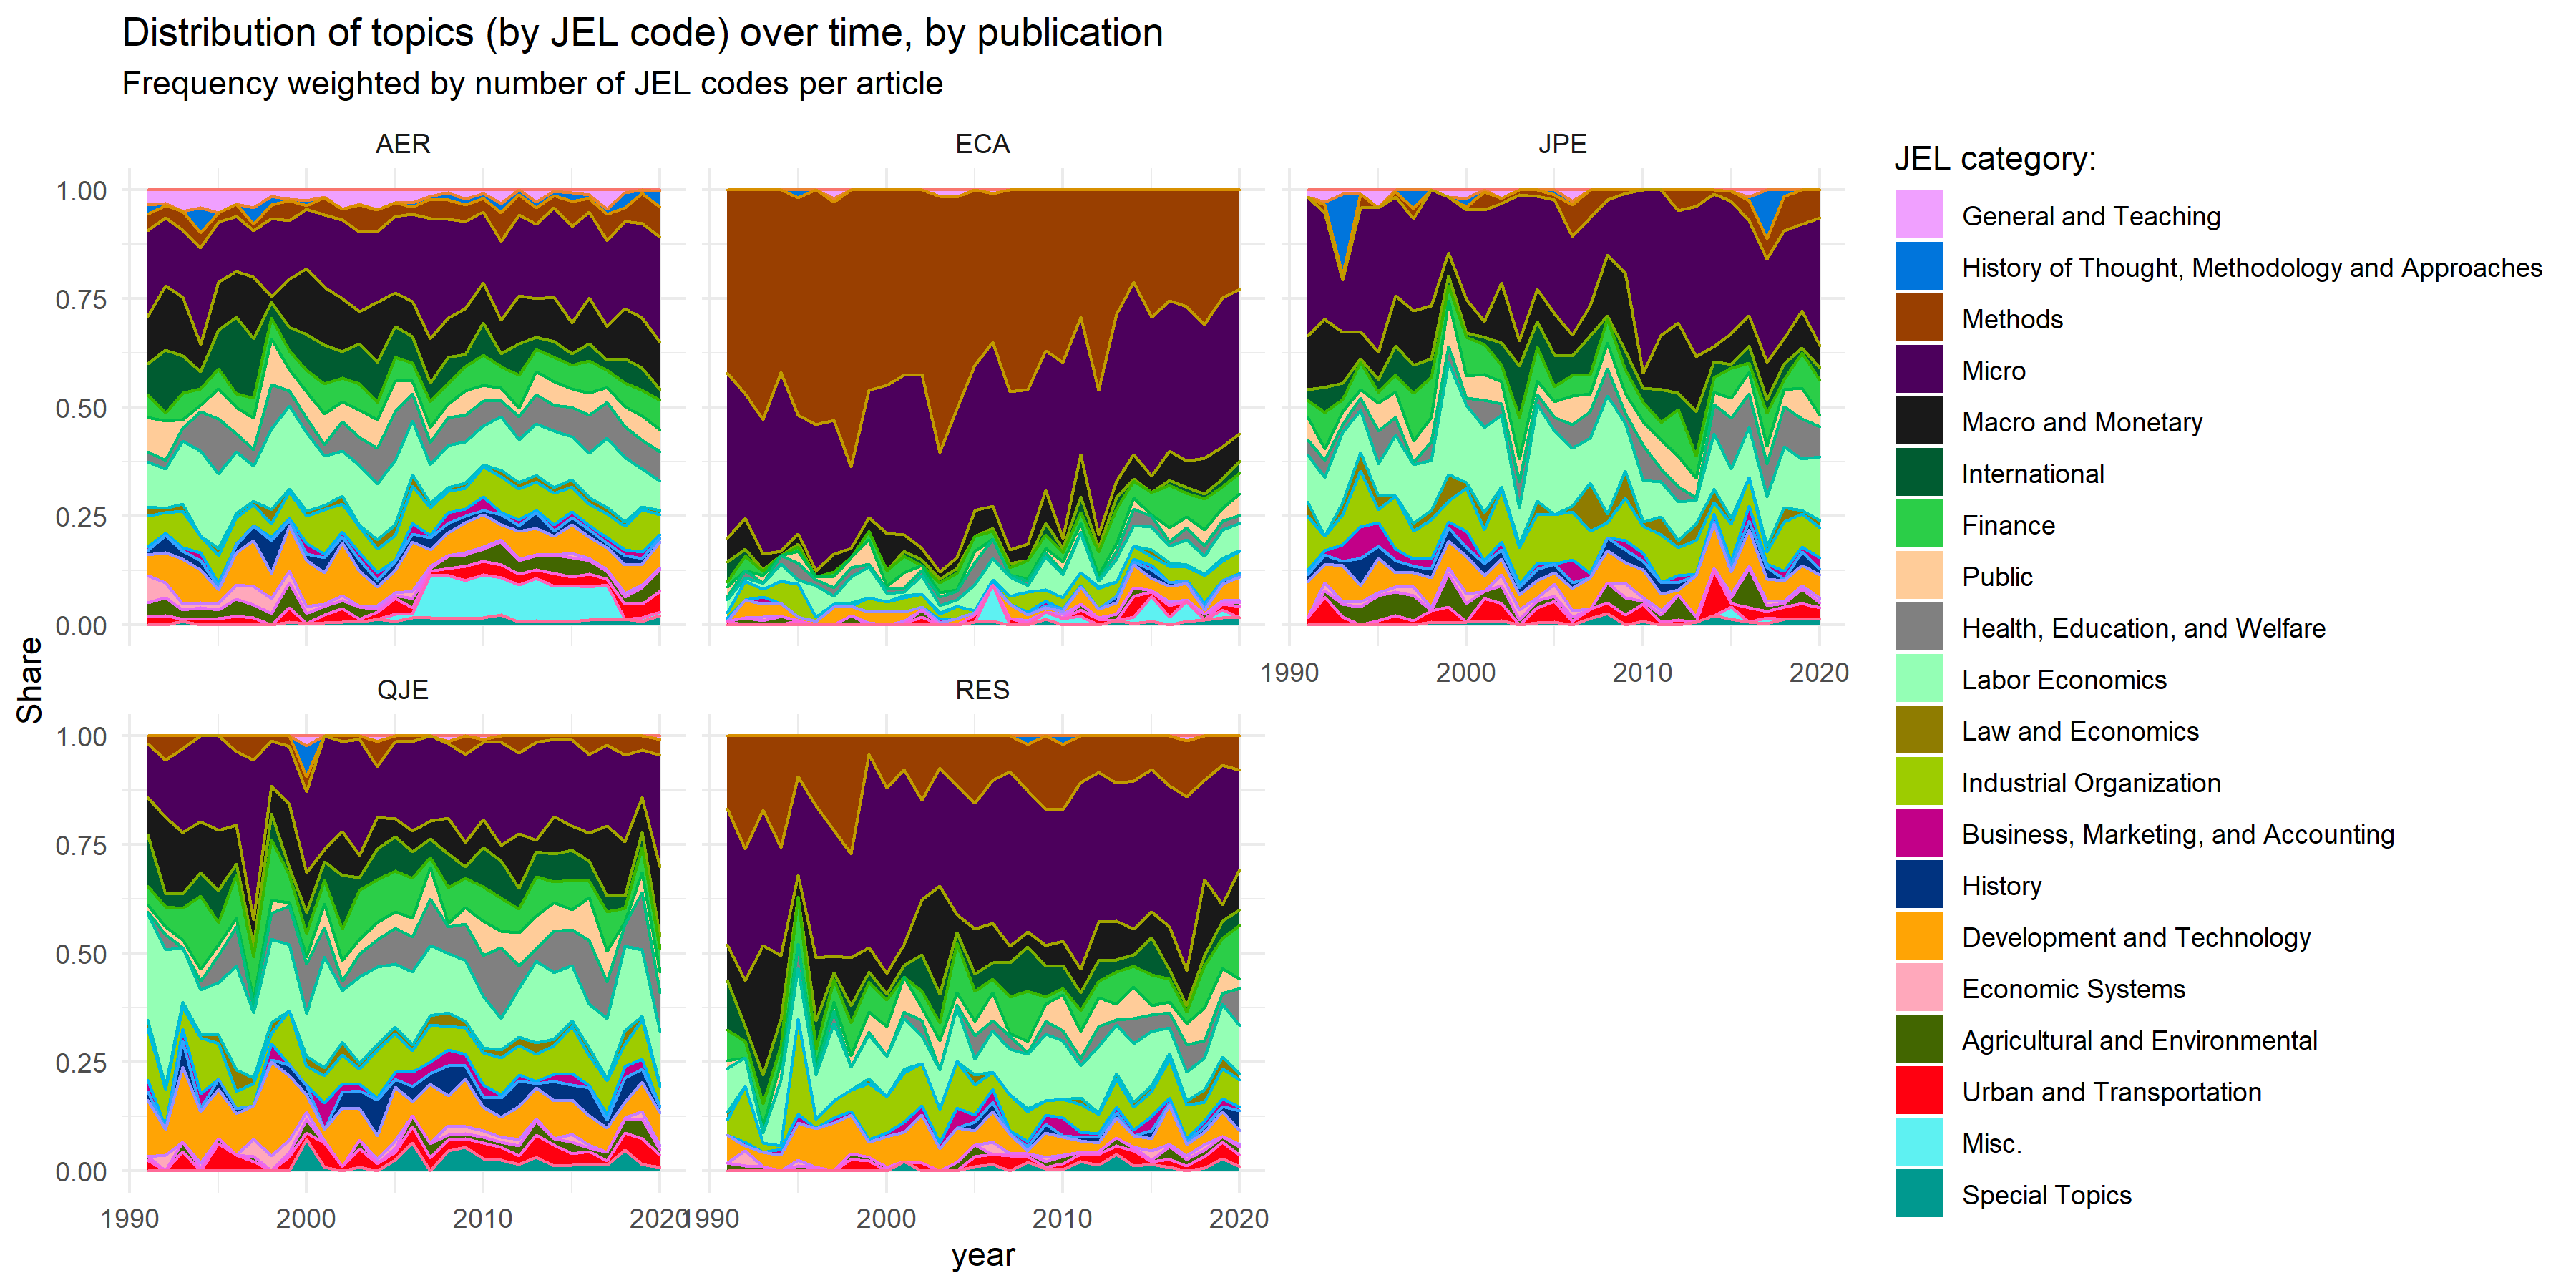 Distribution of topics (by JEL code) over time, by publication
Frequency weighted by number of JEL codes per article
AER
ECA
JPE
1.00
0.75
0.50
0.25
0.00
1990
2000
2010
2020
QJE
RES
1.00
0.75
0.50
0.25
0.00
1990
2000
2010
2020
1990
2000
2010
2020
Share
year
JEL category:
General and Teaching
History of Thought, Methodology and Approaches
Methods
Micro
Macro and Monetary
International
Finance
Public
Health, Education, and Welfare
Labor Economics
Law and Economics
Industrial Organization
Business, Marketing, and Accounting
History
Development and Technology
Economic Systems
Agricultural and Environmental
Urban and Transportation
Misc.
Special Topics